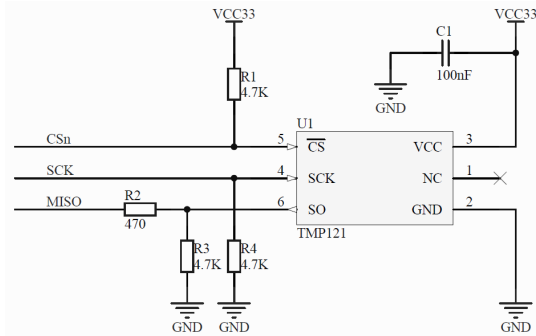 VCC33
VCC33
C1
100nF
GND
R1
4.7K
U1
CSn
5
CS
VCC
3
SCK
4
SCK
NC
1
MISO
R2
470
6
SO
GND
2
TMP121
R3
4.7K
R4
4.7K
GND
GND
GND